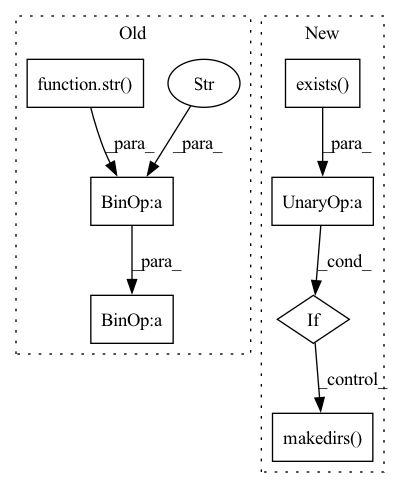 Old
New
function.str()
Str
exists()
_para_
_para_
_para_
BinOp:a
UnaryOp:a
_para_
_cond_
BinOp:a
If
_control_
makedirs()